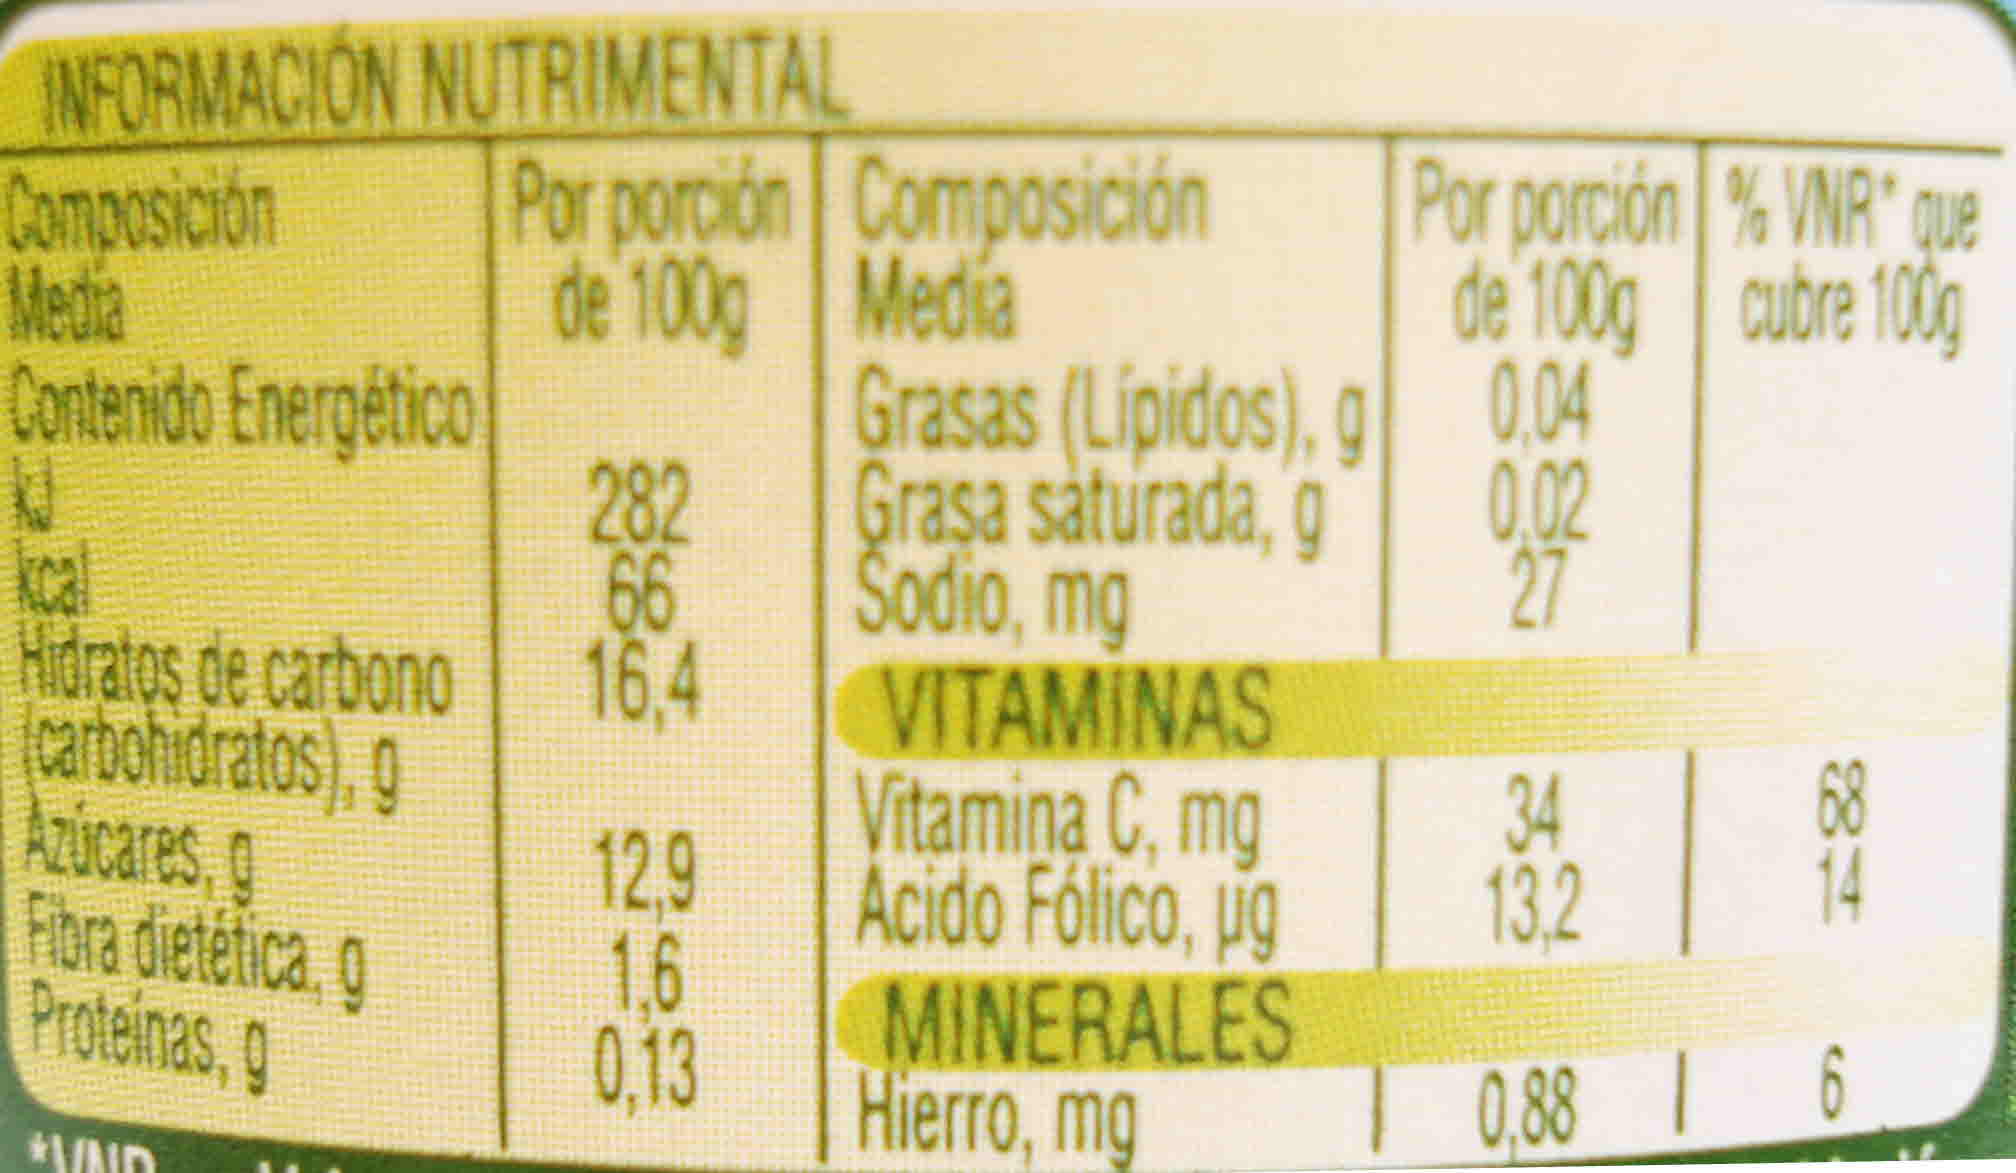 INFORMACIÓN NUTRIMENTAL
Composición Media
Por porción de 100g
Contenido Energético
kJ 282
kcal 66
Hidratos de carbono 16,4
(carbohidratos), g
Azúcares, g 12,9
Fibra dietética, g 1,6
Proteínas, g 0,13
Composición Media
Por porción de 100g
% VNR* que cubre 100g
Grasas (Lípidos), g 0,04
Grasa saturada, g 0,02
Sodio, mg 27
VITAMINAS
Vitamina C, mg 34 68
Ácido Fólico, µg 13,2 14
MINERALES
Hierro, mg 0,88 6
*VNR